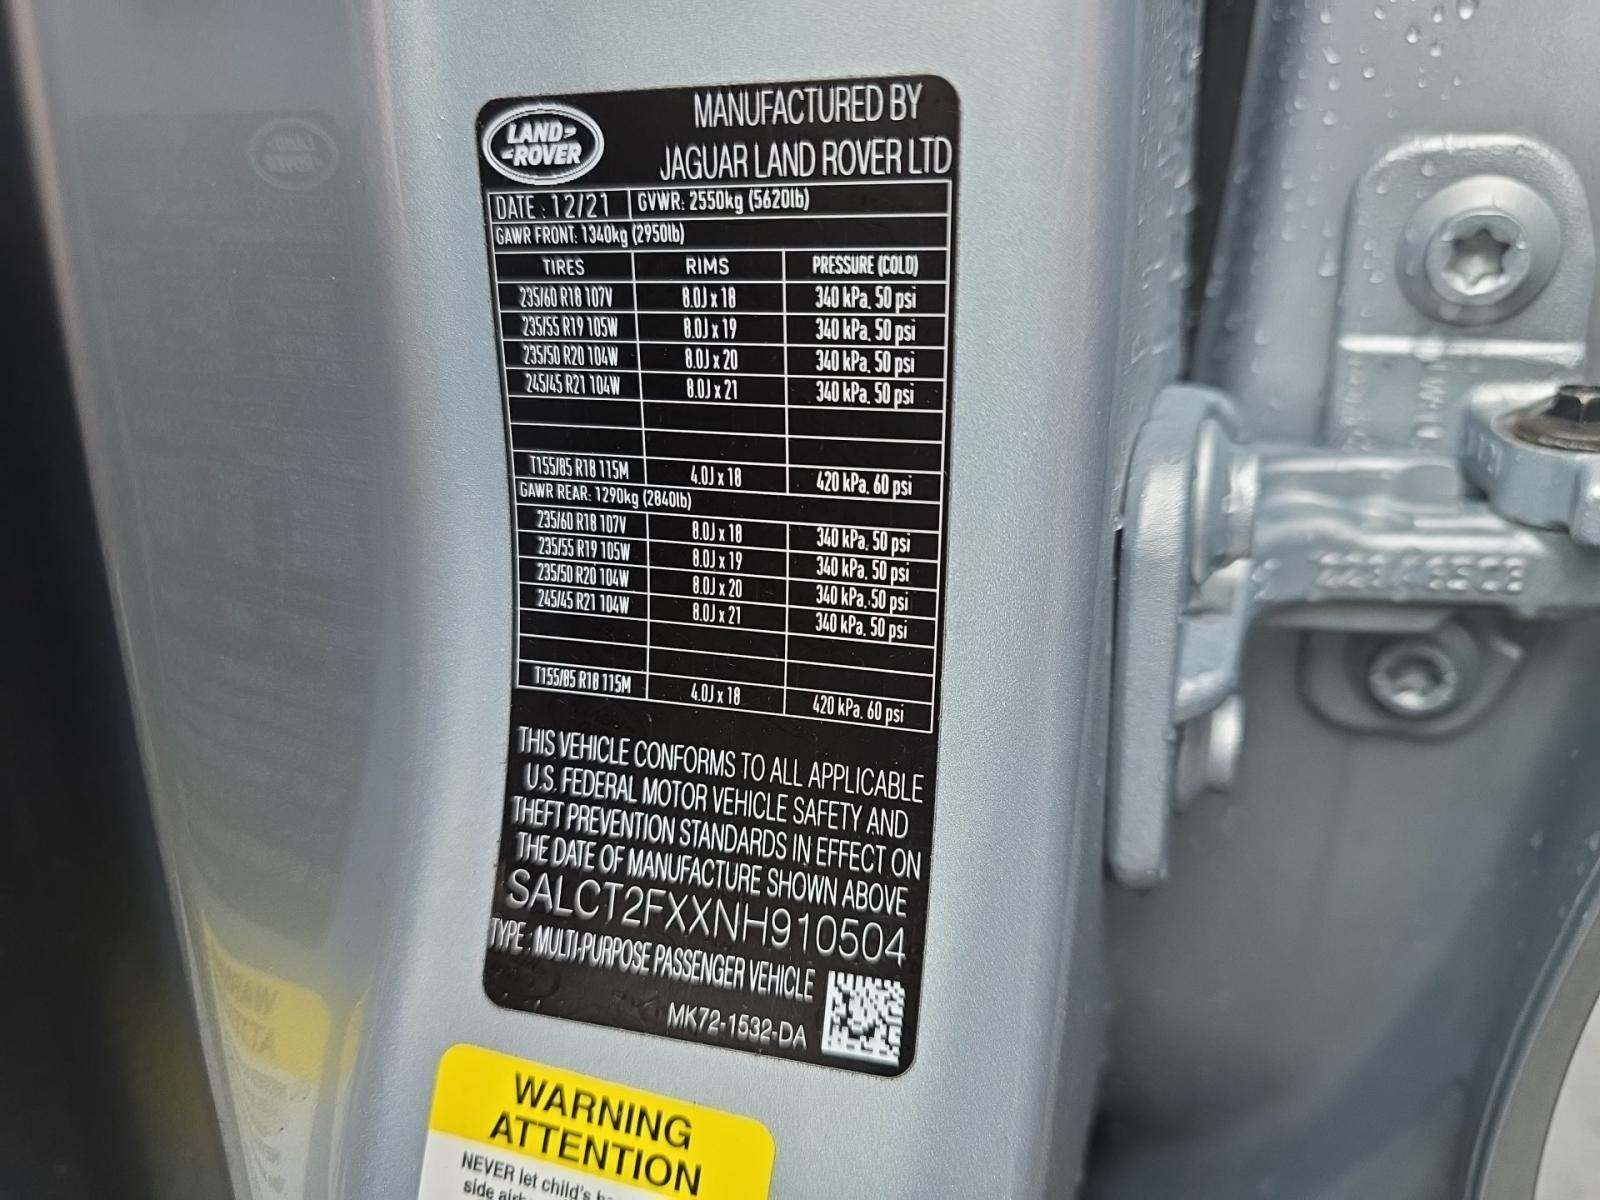 LAND-
-ROVER
MANUFACTURED BY
JAGUAR LAND ROVER LTD
DATE : 12/21 GVWR: 2550kg (5620lb)
GAWR FRONT: 1340kg (2950lb)
TIRES RIMS PRESSURE (COLD)
235/60 R18 107V 8.0J x 18 340 kPa, 50 psi
235/55 R19 105W 8.0J x 19 340 kPa, 50 psi
235/50 R20 104W 8.0J x 20 340 kPa, 50 psi
245/45 R21 104W 8.0J x 21 340 kPa, 50 psi
T155/85 R18 115M 4.0J x 18 420 kPa, 60 psi
GAWR REAR: 1290kg (2840lb)
235/60 R18 107V 8.0J x 18 340 kPa, 50 psi
235/55 R19 105W 8.0J x 19 340 kPa, 50 psi
235/50 R20 104W 8.0J x 20 340 kPa, 50 psi
245/45 R21 104W 8.0J x 21 340 kPa, 50 psi
T155/85 R18 115M 4.0J x 18 420 kPa, 60 psi
THIS VEHICLE CONFORMS TO ALL APPLICABLE
U.S. FEDERAL MOTOR VEHICLE SAFETY AND
THEFT PREVENTION STANDARDS IN EFFECT ON
THE DATE OF MANUFACTURE SHOWN ABOVE
SALCT2FXXNH910504
TYPE : MULTI-PURPOSE PASSENGER VEHICLE
MK72-1532-DA
WARNING
ATTENTION
NEVER let child's
side